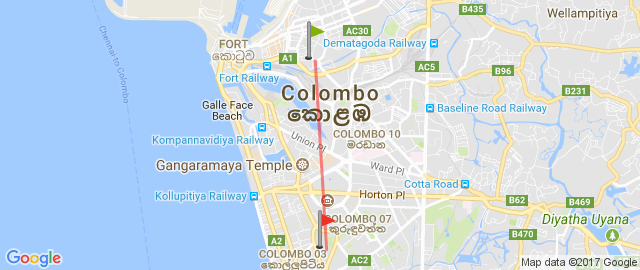 B435
Wellampitiya
AC30
FORT
කොටුව
Dematagoda Railway
A1
Fort Railway
AC5
B96
Chennai to Colombo
Colombo
කොළඹ
B231
Galle Face
Beach
Baseline Road Railway
Kompannavidiya Railway
Union Pl
COLOMBO 10
මරදාන
Gangaramaya Temple
Ward Pl
Cotta Road
Kollupitiya Railway
Horton Pl
B62
B469
COLOMBO 07
කුරුඳුවත්ත
Diyatha Uyana
B470
A2
COLOMBO 03
කොල්ලුපිටිය
AC2
Google
Map data ©2017 Google